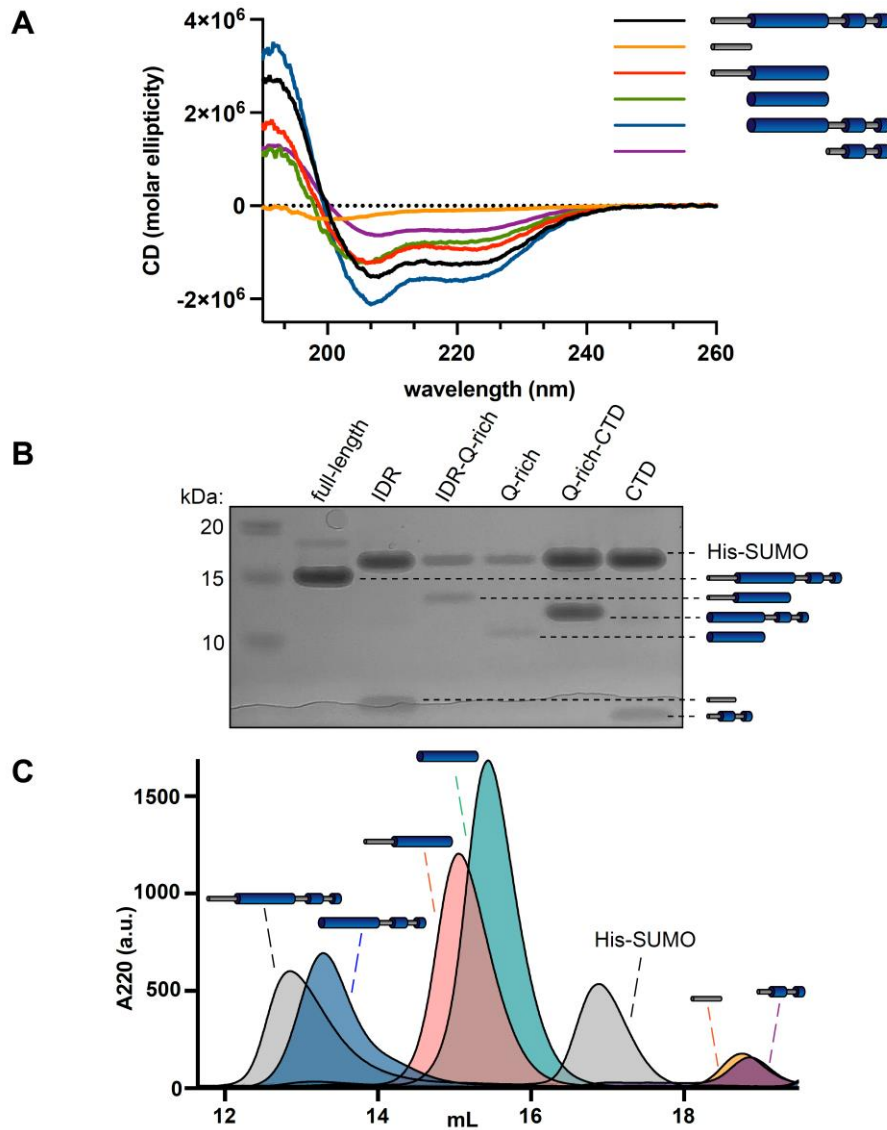 A
4×10⁶
2×10⁶
0
-2×10⁶
CD (molar ellipticity)
200 220 240 260
wavelength (nm)
B
full-length IDR IDR-Q-rich Q-rich Q-rich-CTD CTD
kDa:
20
15
10
His-SUMO
C
1500
1000
500
0
A220 (a.u.)
His-SUMO
12 14 16 18
mL